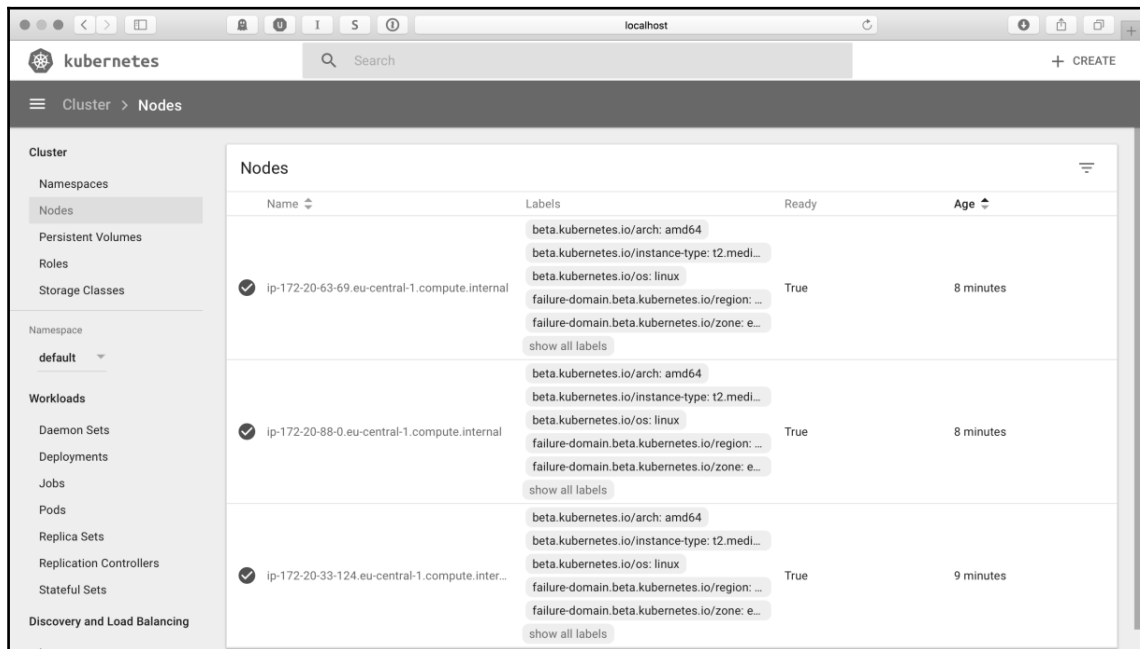 localhost
kubernetes
Search
+ CREATE
Cluster > Nodes
Cluster
Namespaces
Nodes
Persistent Volumes
Roles
Storage Classes
Namespace
default
Workloads
Daemon Sets
Deployments
Jobs
Pods
Replica Sets
Replication Controllers
Stateful Sets
Discovery and Load Balancing
Nodes
Name Labels Ready Age
beta.kubernetes.io/arch: amd64
beta.kubernetes.io/instance-type: t2.medi...
beta.kubernetes.io/os: linux
ip-172-20-63-69.eu-central-1.compute.internal True 8 minutes
failure-domain.beta.kubernetes.io/region: ...
failure-domain.beta.kubernetes.io/zone: e...
show all labels
beta.kubernetes.io/arch: amd64
beta.kubernetes.io/instance-type: t2.medi...
beta.kubernetes.io/os: linux
ip-172-20-88-0.eu-central-1.compute.internal True 8 minutes
failure-domain.beta.kubernetes.io/region: ...
failure-domain.beta.kubernetes.io/zone: e...
show all labels
beta.kubernetes.io/arch: amd64
beta.kubernetes.io/instance-type: t2.medi...
beta.kubernetes.io/os: linux
ip-172-20-33-124.eu-central-1.compute.inter... True 9 minutes
failure-domain.beta.kubernetes.io/region: ...
failure-domain.beta.kubernetes.io/zone: e...
show all labels